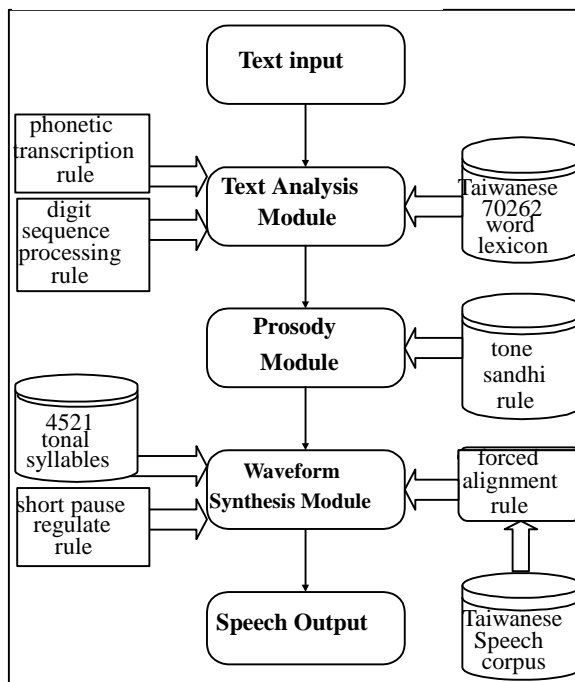 Text input
phonetic
transcription
rule
Text Analysis
Module
digit
sequence
processing
rule
Taiwanese
70262
word
lexicon
Prosody
Module
tone
sandhi
rule
4521
tonal
syllables
Waveform
Synthesis Module
short pause
regulate
rule
forced
alignment
rule
Speech Output
Taiwanese
Speech
corpus